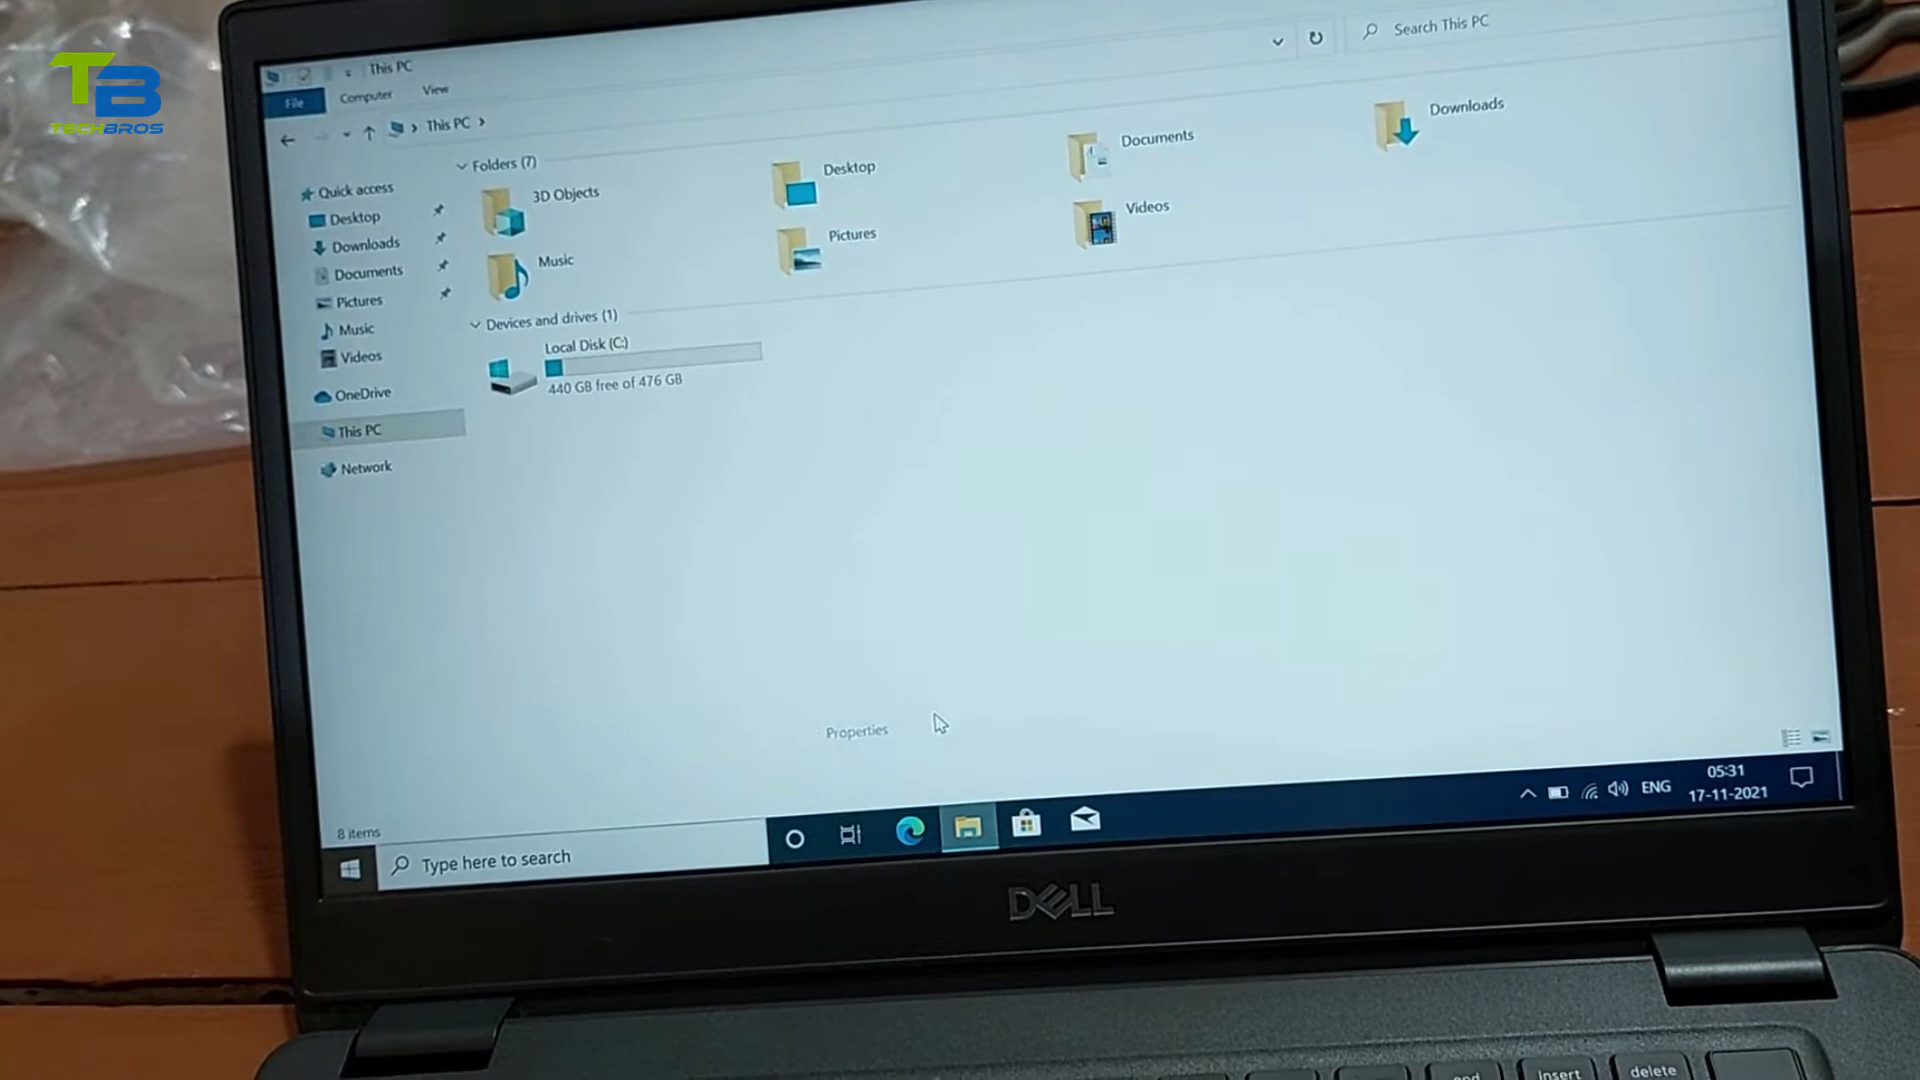 TB
TECHBROS
This PC
File
Computer
View
Search This PC
This PC
Quick access
Desktop
Downloads
Documents
Pictures
Music
Videos
OneDrive
This PC
Network
Folders (7)
3D Objects
Desktop
Documents
Downloads
Music
Pictures
Videos
Devices and drives (1)
Local Disk (C:)
440 GB free of 476 GB
Properties
8 items
Type here to search
ENG
05:31
17-11-2021
DELL
end
insert
delete